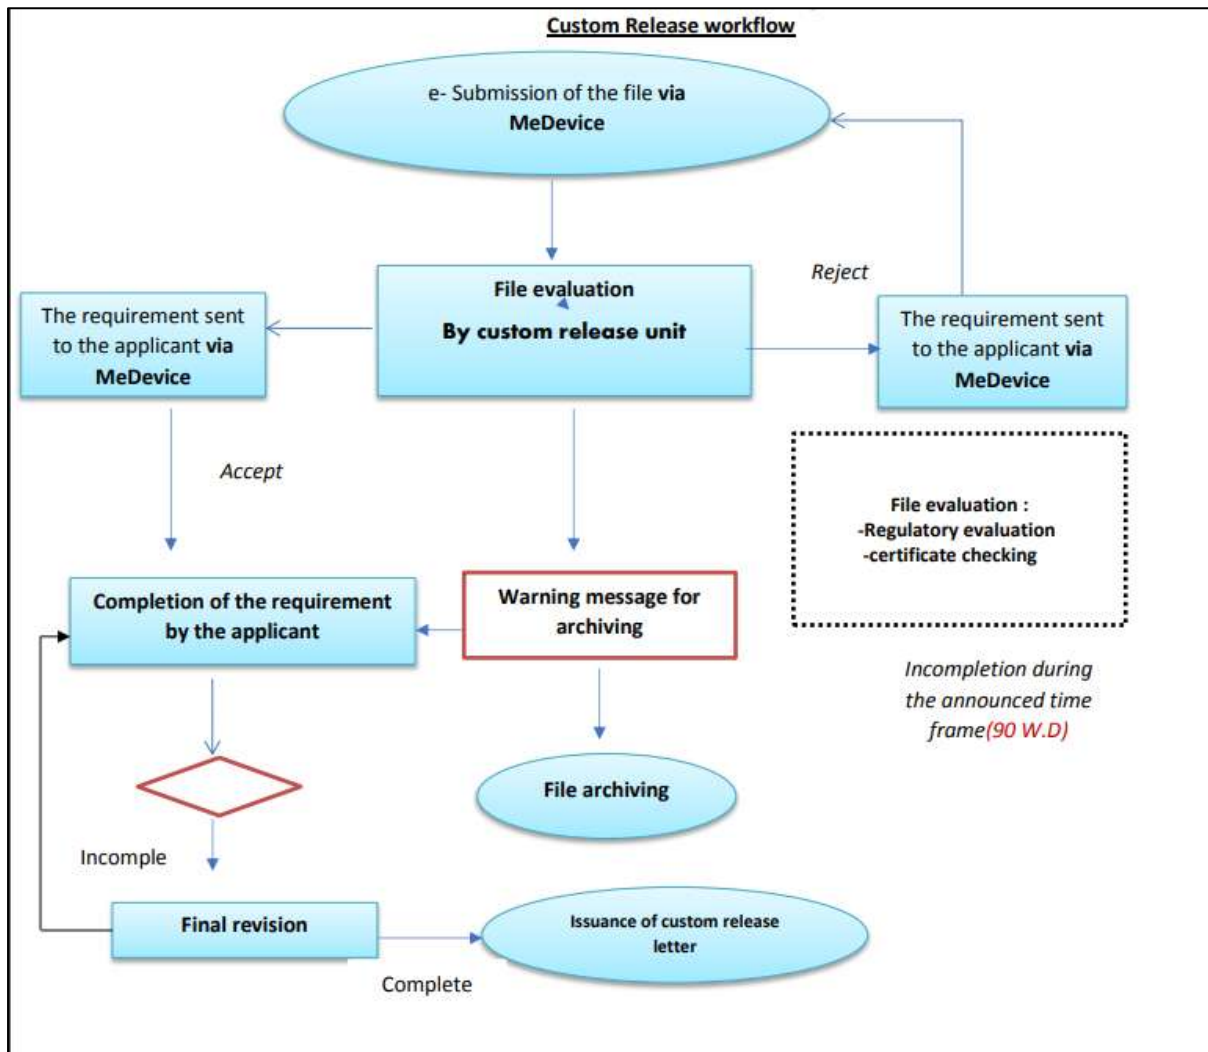 Custom Release workflow
e- Submission of the file via
MeDevice
File evaluation
By custom release unit
Reject
The requirement sent
to the applicant via
MeDevice
The requirement sent
to the applicant via
MeDevice
Accept
File evaluation :
-Regulatory evaluation
-certificate checking
Completion of the requirement
by the applicant
Warning message for
archiving
Incompletion during
the announced time
frame(90 W.D)
File archiving
Incomple
Final revision
Issuance of custom release
letter
Complete